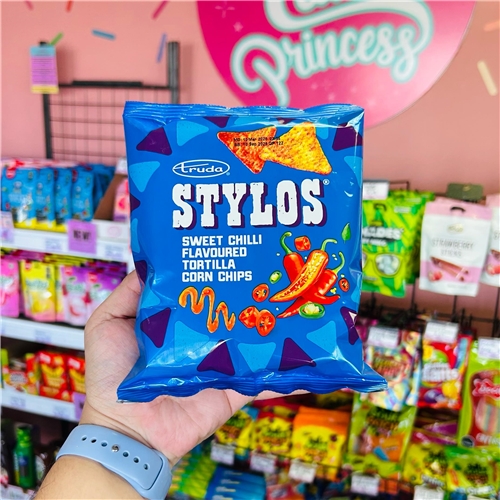 Princess
truda
STYLOS®
SWEET CHILLI
FLAVOURED
TORTILLA
CORN CHIPS